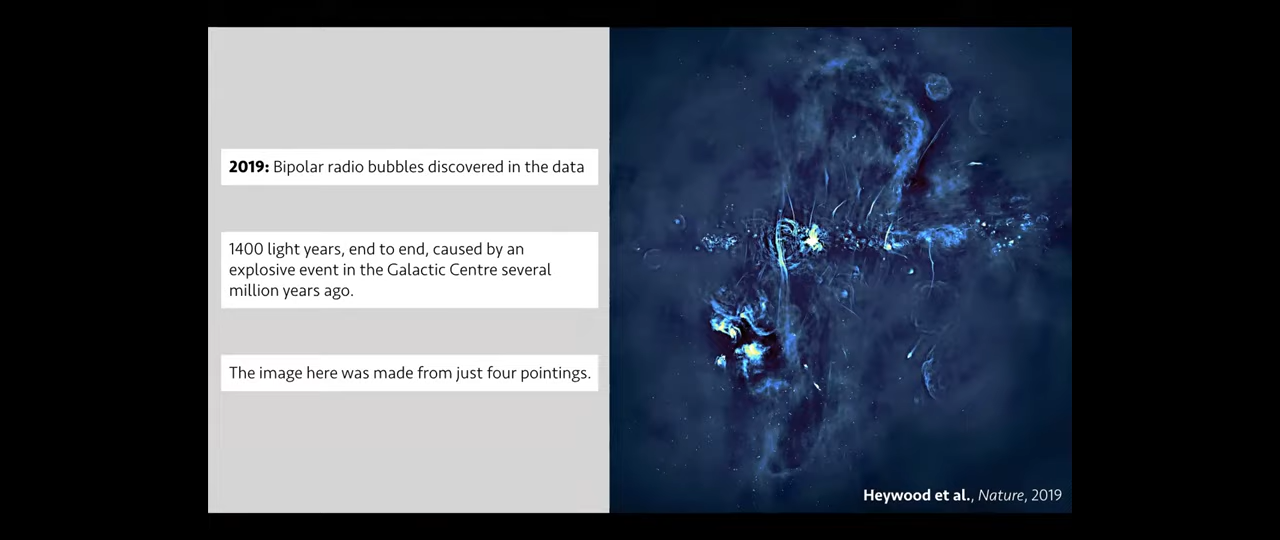 2019: Bipolar radio bubbles discovered in the data
1400 light years, end to end, caused by an
explosive event in the Galactic Centre several
million years ago.
The image here was made from just four pointings.
Heywood et al., Nature, 2019